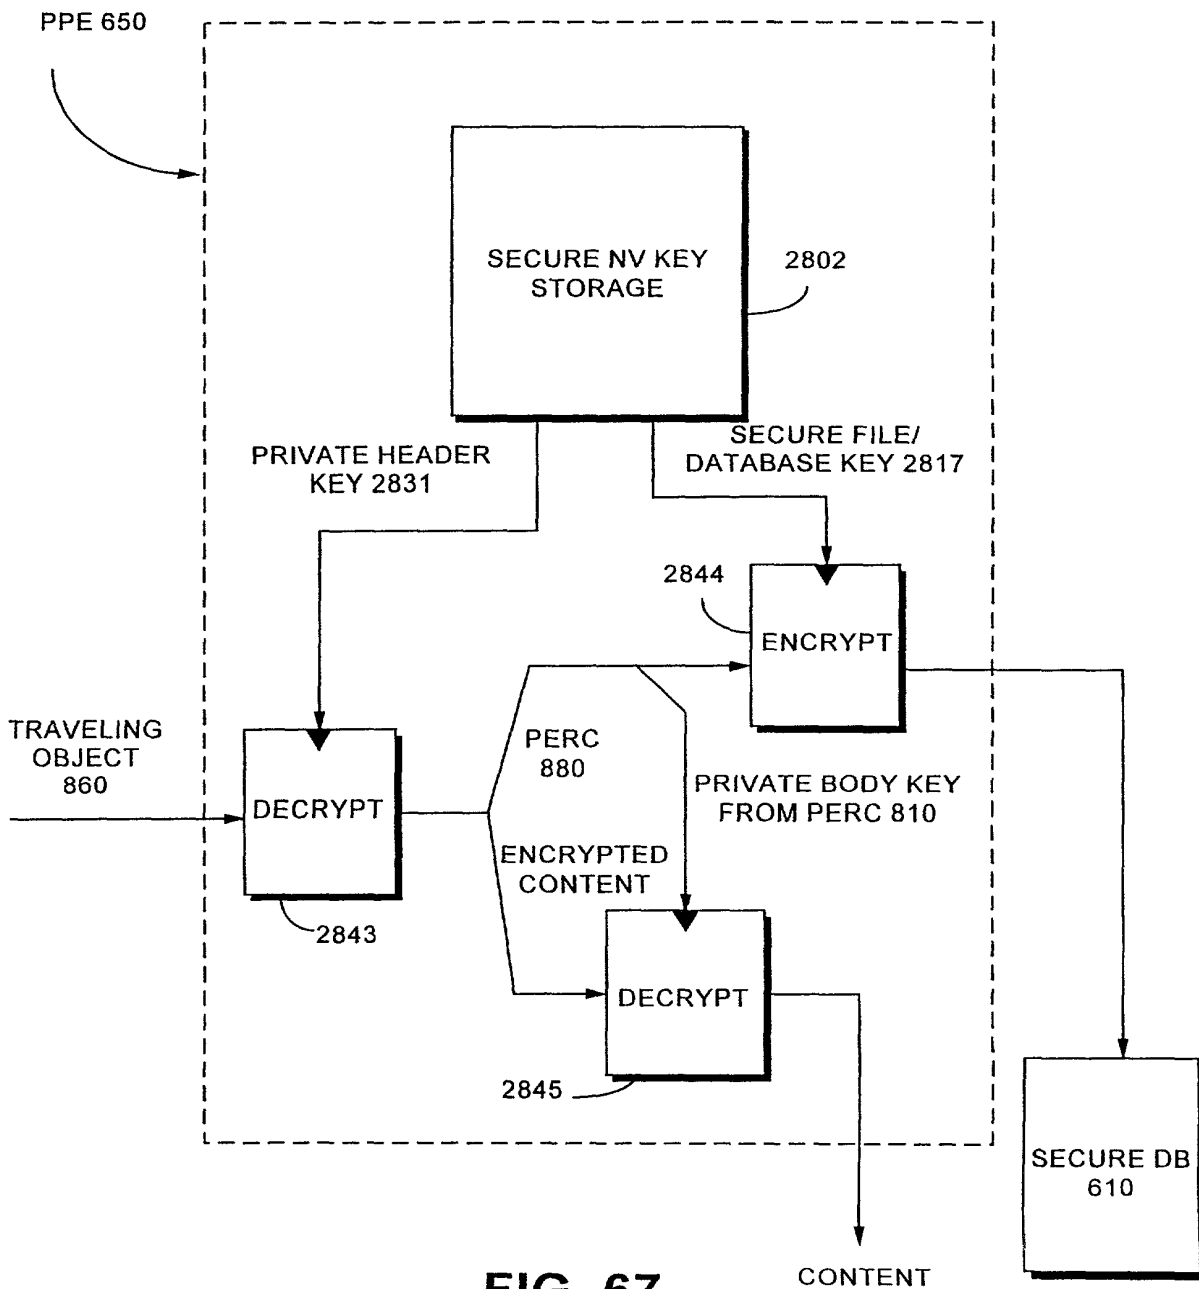 PPE 650
SECURE NV KEY
STORAGE
2802
PRIVATE HEADER
KEY 2831
SECURE FILE/
DATABASE KEY 2817
2844
ENCRYPT
TRAVELING
OBJECT
860
DECRYPT
PERC
880
PRIVATE BODY KEY
FROM PERC 810
ENCRYPTED
CONTENT
2843
DECRYPT
2845
SECURE DB
610
CONTENT
FIG. 67